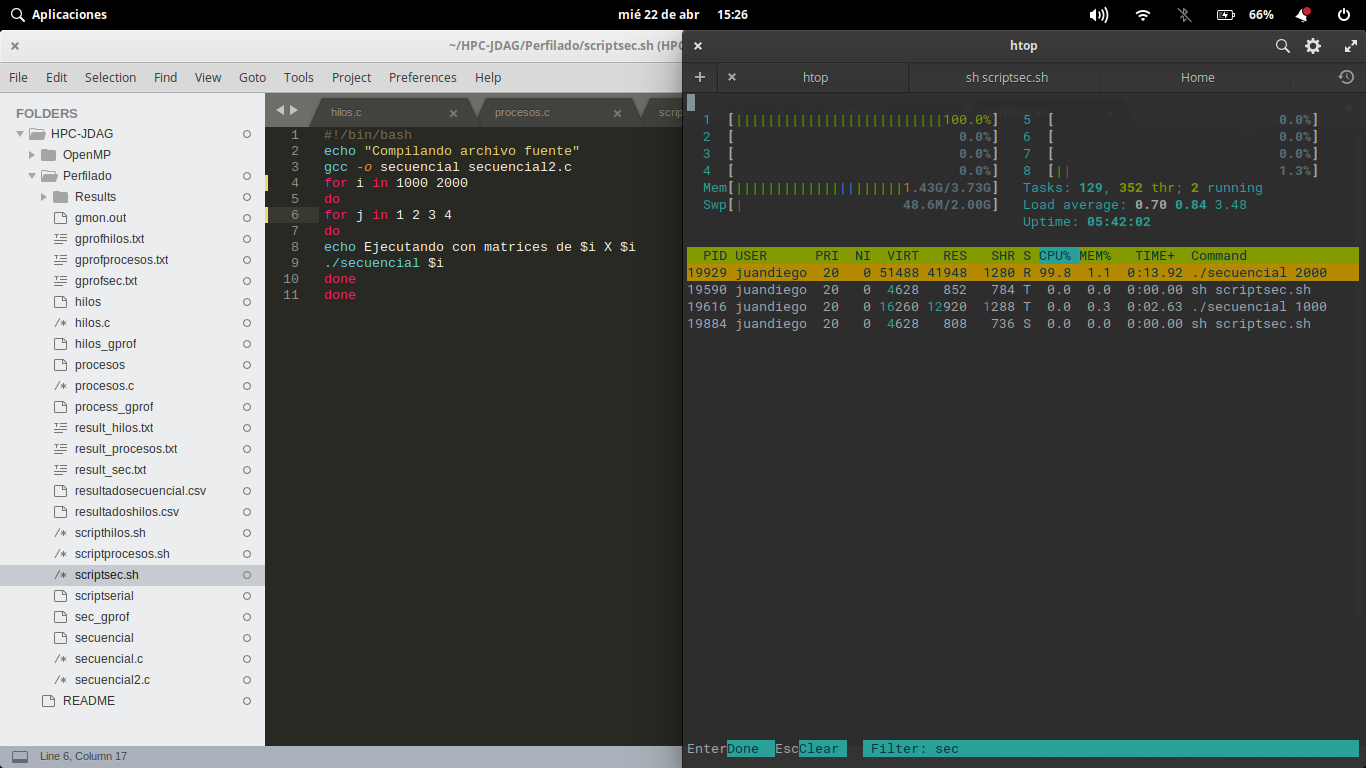 Aplicaciones
mié 22 de abr 15:26
66%
~/HPC-JDAG/Perfilado/scriptsec.sh (HPC
File Edit Selection Find View Goto Tools Project Preferences Help
FOLDERS
HPC-JDAG
OpenMP
Perfilado
Results
gmon.out
gprofhilos.txt
gprofprocesos.txt
gprofsec.txt
hilos
hilos.c
hilos_gprof
procesos
procesos.c
process_gprof
result_hilos.txt
result_procesos.txt
result_sec.txt
resultadosecuencial.csv
resultadoshilos.csv
scripthilos.sh
scriptprocesos.sh
scriptsec.sh
scriptserial
sec_gprof
secuencial
secuencial.c
secuencial2.c
README
Line 6, Column 17
hilos.c procesos.c scrip
1 #!/bin/bash
2 echo "Compilando archivo fuente"
3 gcc -o secuencial secuencial2.c
4 for i in 1000 2000
5 do
6 for j in 1 2 3 4
7 do
8 echo Ejecutando con matrices de $i X $i
9 ./secuencial $i
10 done
11 done
htop
htop sh scriptsec.sh Home
1 [||||||||||||||||||||||||||100.0%] 5 [ 0.0%]
2 [ 0.0%] 6 [ 0.0%]
3 [ 0.0%] 7 [ 0.0%]
4 [ 0.0%] 8 [|| 1.3%]
Mem[|||||||||||||||||||||1.43G/3.73G] Tasks: 129, 352 thr; 2 running
Swp[| 48.6M/2.00G] Load average: 0.70 0.84 3.48
Uptime: 05:42:02
PID USER PRI NI VIRT RES SHR S CPU% MEM% TIME+ Command
19929 juandiego 20 0 51488 41948 1280 R 99.8 1.1 0:13.92 ./secuencial 2000
19590 juandiego 20 0 4628 852 784 T 0.0 0.0 0:00.00 sh scriptsec.sh
19616 juandiego 20 0 16260 12920 1288 T 0.0 0.3 0:02.63 ./secuencial 1000
19884 juandiego 20 0 4628 808 736 S 0.0 0.0 0:00.00 sh scriptsec.sh
EnterDone EscClear Filter: sec